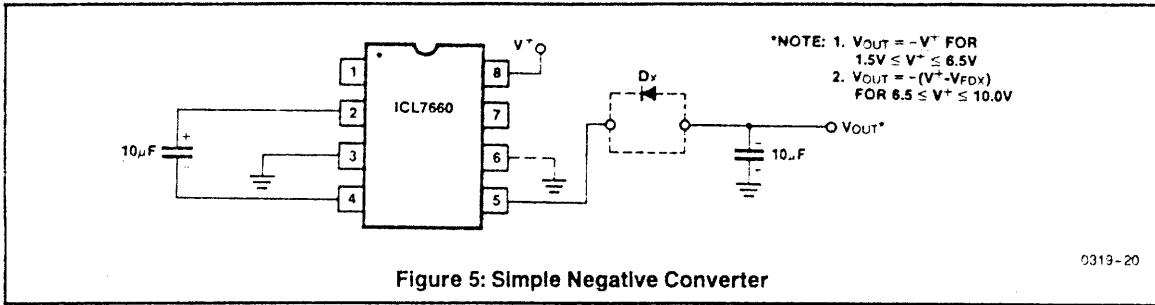 *NOTE: 1. VOUT = -V+ FOR
1.5V ≤ V+ ≤ 6.5V
2. VOUT = -(V+-VFDX)
FOR 6.5 ≤ V+ ≤ 10.0V
V+
1
8
Dx
ICL7660
2
7
VOUT*
10µF
+
3
6
10µF
4
5
Figure 5: Simple Negative Converter
0319-20